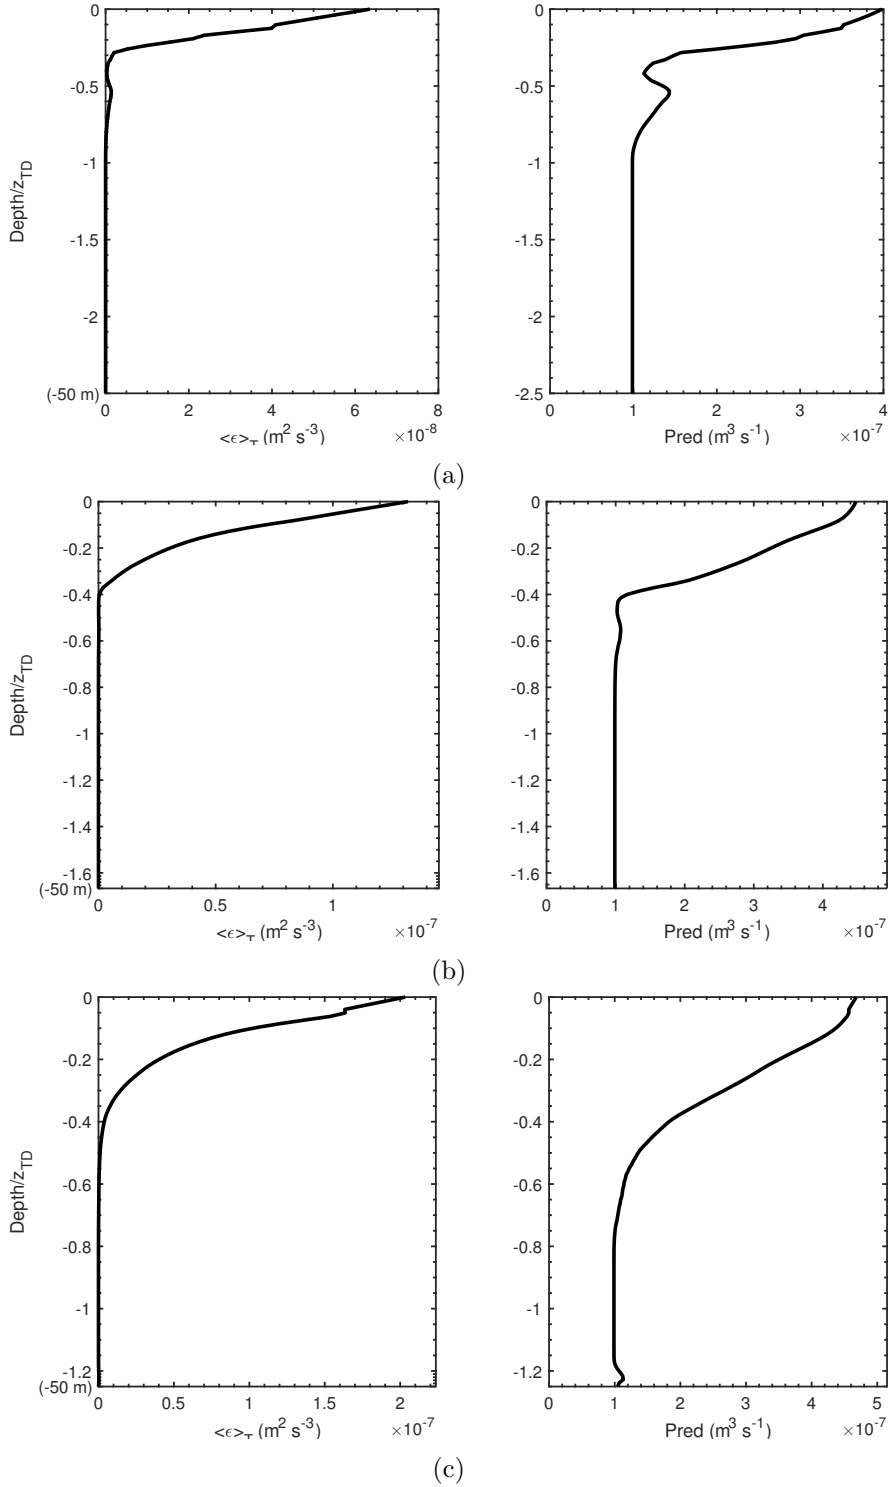 0
-0.5
-1
-1.5
-2
(-50 m)
Depth/z_TD
0 2 4 6 8
<ϵ>_T (m² s⁻³) ×10⁻⁸
0
-0.5
-1
-1.5
-2
-2.5
0 1 2 3 4
Pred (m³ s⁻¹) ×10⁻⁷
(a)
0
-0.2
-0.4
-0.6
-0.8
-1
-1.2
-1.4
-1.6
(-50 m)
Depth/z_TD
0 0.5 1
<ϵ>_T (m² s⁻³) ×10⁻⁷
0
-0.2
-0.4
-0.6
-0.8
-1
-1.2
-1.4
-1.6
0 1 2 3 4
Pred (m³ s⁻¹) ×10⁻⁷
(b)
0
-0.2
-0.4
-0.6
-0.8
-1
-1.2
(-50 m)
Depth/z_TD
0 0.5 1 1.5 2
<ϵ>_T (m² s⁻³) ×10⁻⁷
0
-0.2
-0.4
-0.6
-0.8
-1
-1.2
0 1 2 3 4 5
Pred (m³ s⁻¹) ×10⁻⁷
(c)